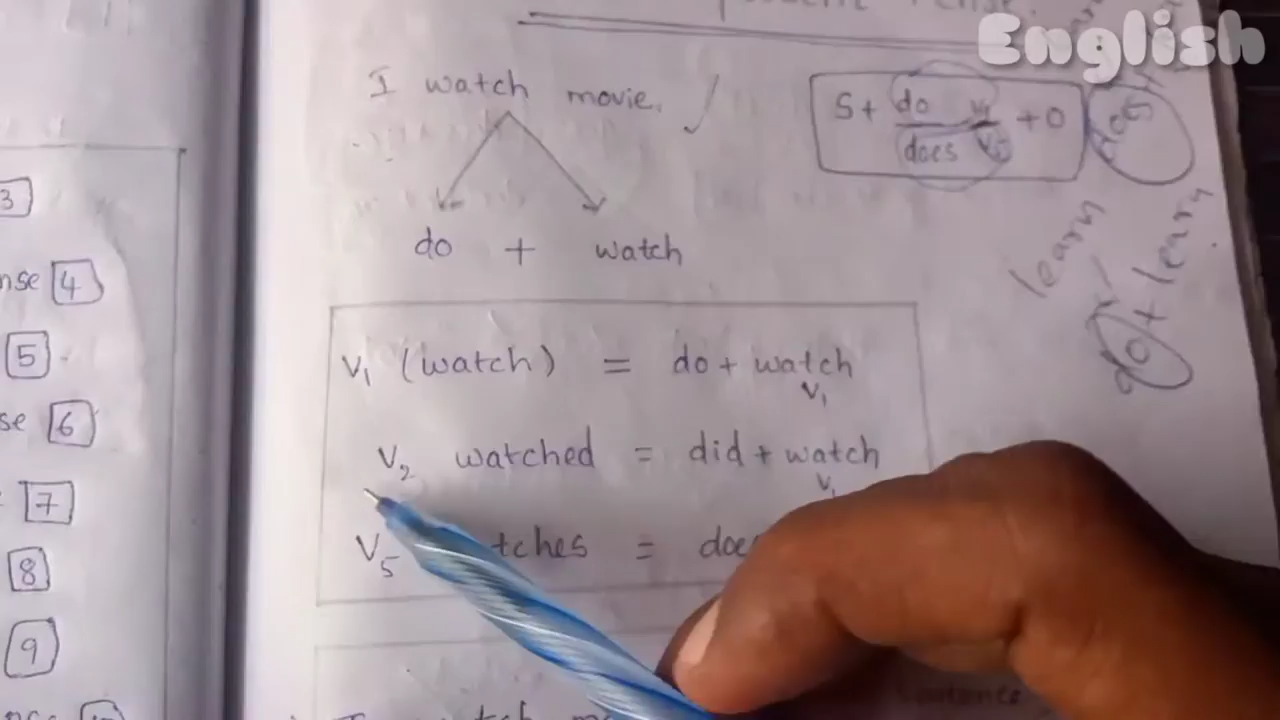 English
I watch movie.
S + do v1 + O
does v5
do + watch
learn
do + learn
3
nse 4
5
se 6
7
8
9
V1 (watch) = do + watch
V1
V2 watched = did + watch
V1
V5 tches = doe